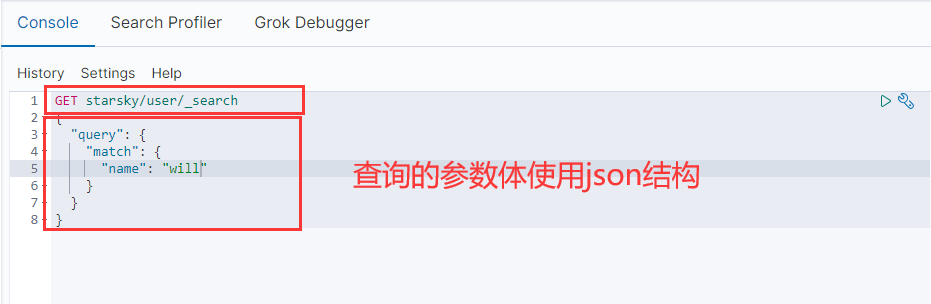 Console Search Profiler Grok Debugger
History Settings Help
1 GET starsky/user/_search
2 {
3 "query": {
4 "match": {
5 "name": "will"
6 }
7 }
8 }
查询的参数体使用json结构